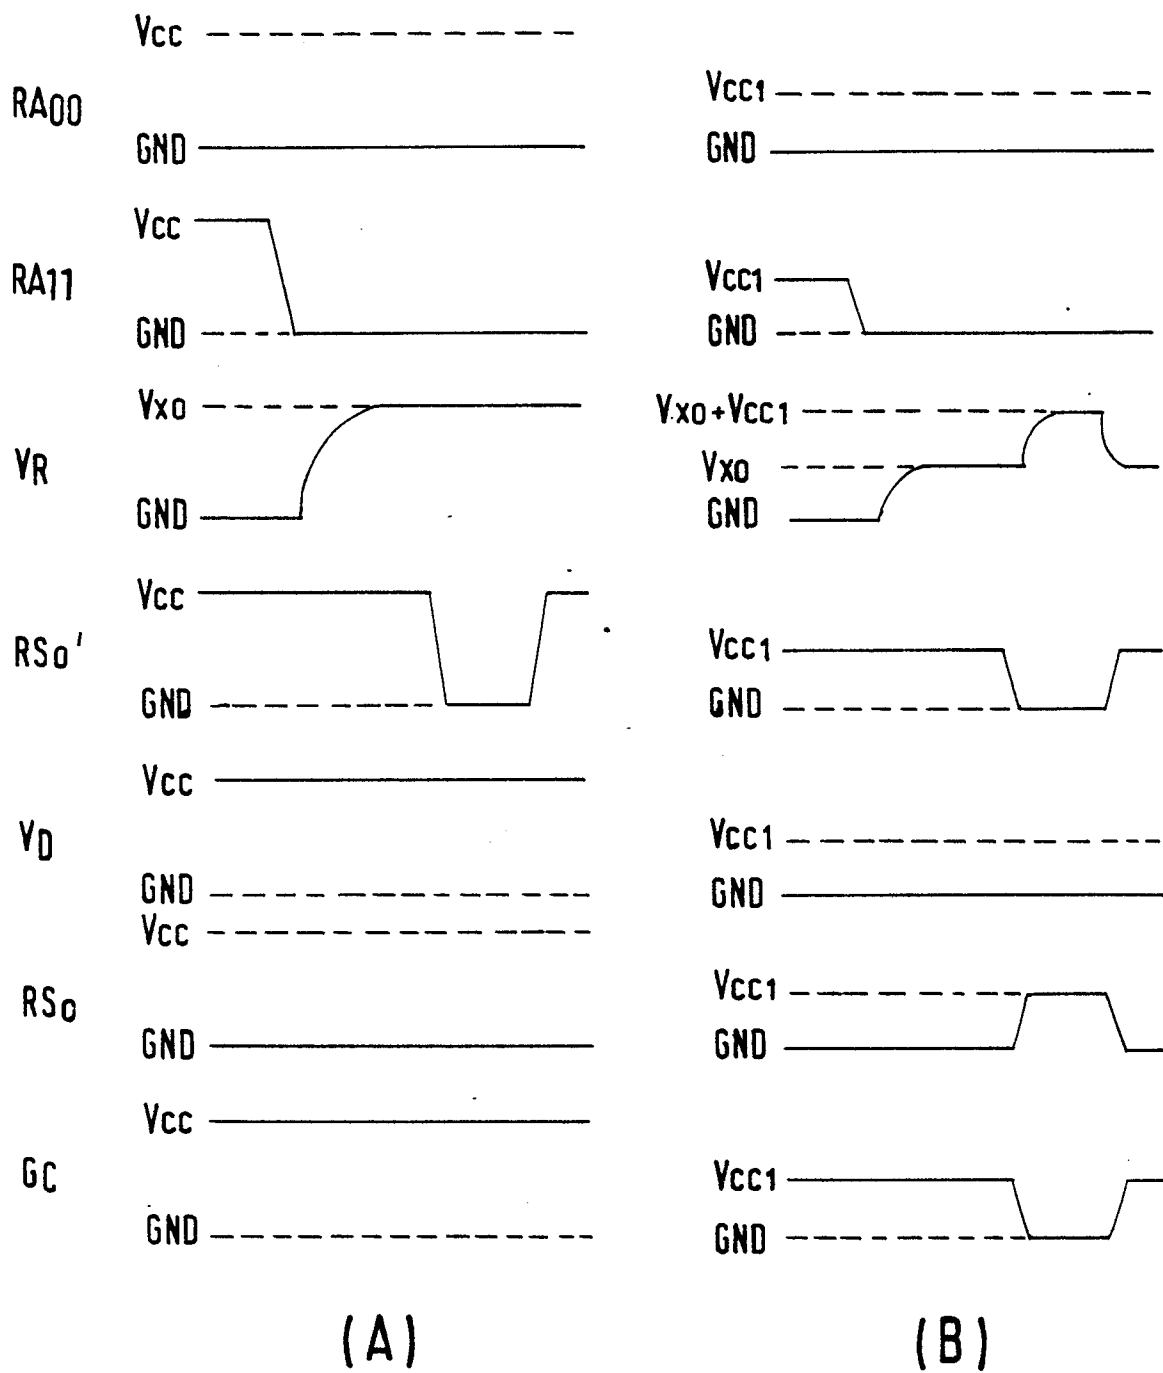 Vcc
RA00
GND
Vcc1
GND
Vcc
RA11
GND
Vcc1
GND
Vxo
VR
GND
V.xo+Vcc1
Vxo
GND
Vcc
RSo'
GND
Vcc1
GND
Vcc
VD
GND
Vcc1
GND
Vcc
RSo
GND
Vcc1
GND
Vcc
Gc
GND
Vcc1
GND
(A)
(B)